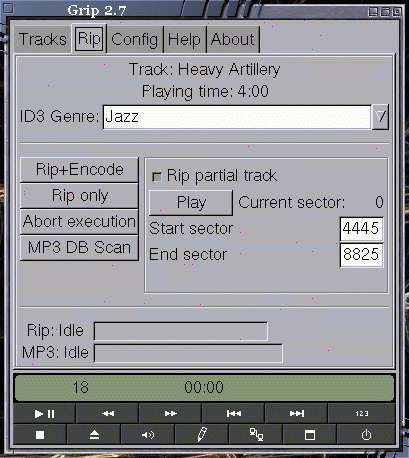 Grip 2.7
Tracks Rip Config Help About
Track: Heavy Artillery
Playing time: 4:00
ID3 Genre: Jazz
Rip+Encode
Rip only
Abort execution
MP3 DB Scan
Rip partial track
Play Current sector: 0
Start sector 4445
End sector 8825
Rip: Idle
MP3: Idle
18 00:00
123